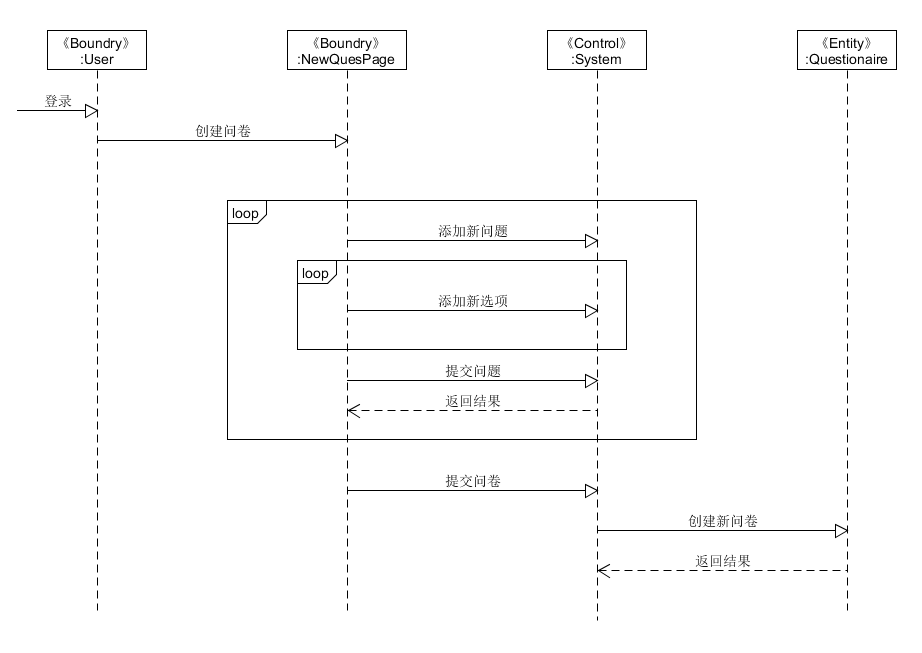 《Boundry》
:User
《Boundry》
:NewQuesPage
《Control》
:System
《Entity》
:Questionaire
登录
创建问卷
loop
添加新问题
loop
添加新选项
提交问题
返回结果
提交问卷
创建新问卷
返回结果